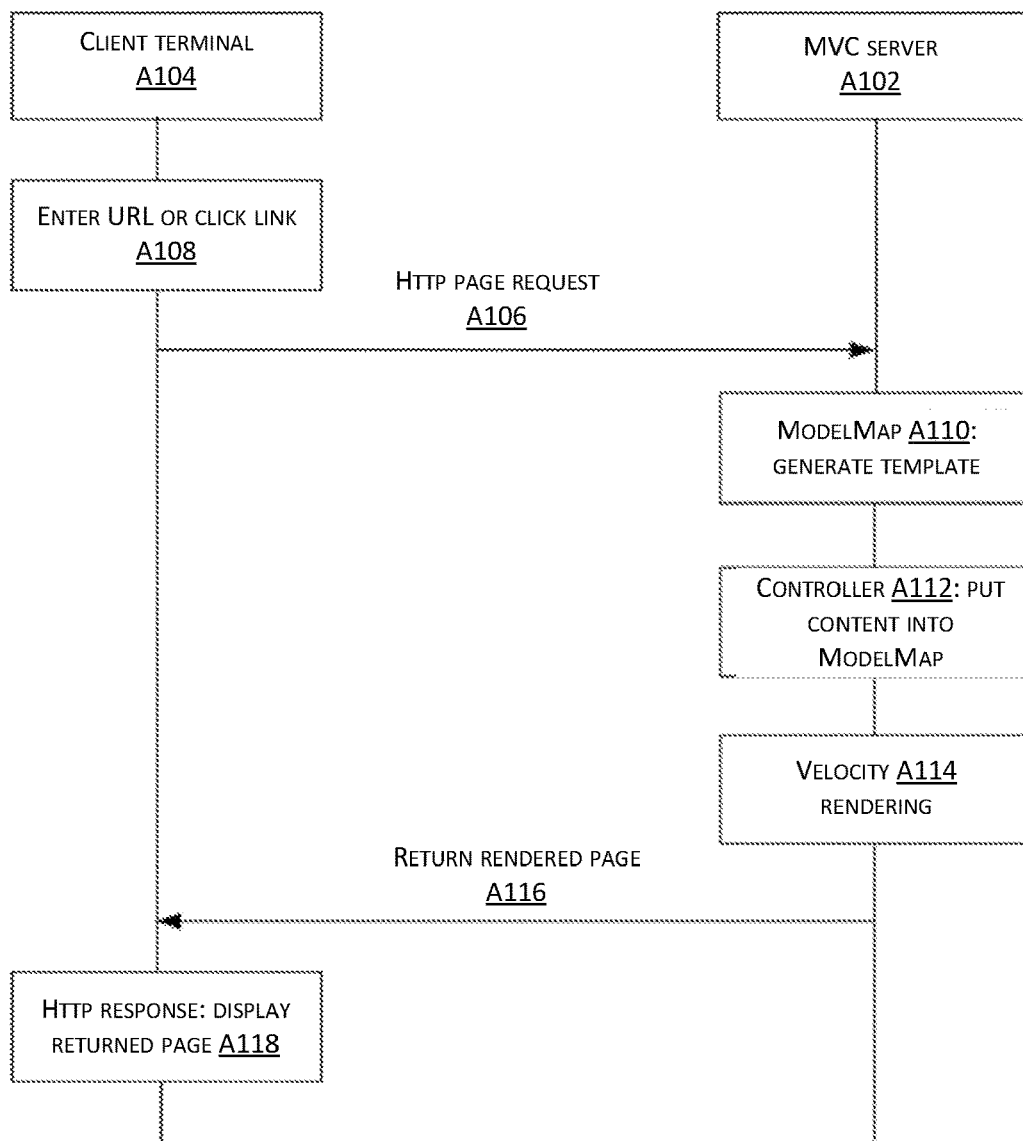 CLIENT TERMINAL
A104
MVC SERVER
A102
ENTER URL OR CLICK LINK
A108
HTTP PAGE REQUEST
A106
MODELMAP A110:
GENERATE TEMPLATE
CONTROLLER A112: PUT
CONTENT INTO
MODELMAP
VELOCITY A114
RENDERING
RETURN RENDERED PAGE
A116
HTTP RESPONSE: DISPLAY
RETURNED PAGE A118